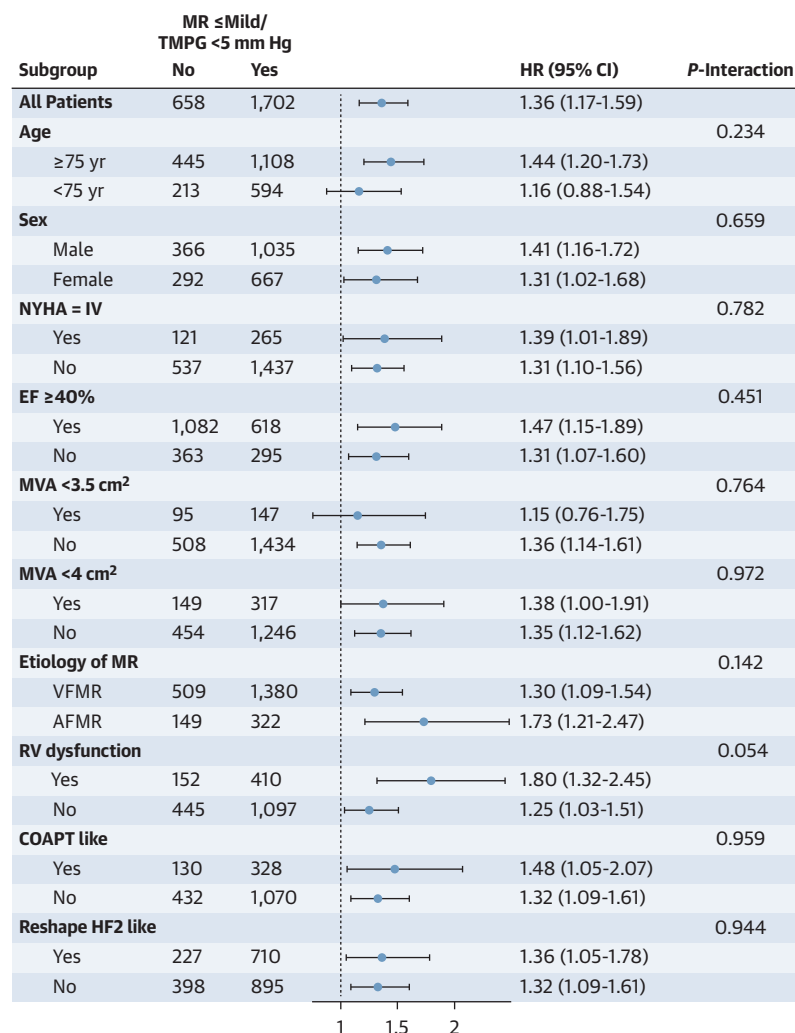 MR ≤Mild/
TMPG <5 mm Hg
Subgroup No Yes HR (95% CI) P-Interaction
All Patients 658 1,702 1.36 (1.17-1.59)
Age 0.234
≥75 yr 445 1,108 1.44 (1.20-1.73)
<75 yr 213 594 1.16 (0.88-1.54)
Sex 0.659
Male 366 1,035 1.41 (1.16-1.72)
Female 292 667 1.31 (1.02-1.68)
NYHA = IV 0.782
Yes 121 265 1.39 (1.01-1.89)
No 537 1,437 1.31 (1.10-1.56)
EF ≥40% 0.451
Yes 1,082 618 1.47 (1.15-1.89)
No 363 295 1.31 (1.07-1.60)
MVA <3.5 cm² 0.764
Yes 95 147 1.15 (0.76-1.75)
No 508 1,434 1.36 (1.14-1.61)
MVA <4 cm² 0.972
Yes 149 317 1.38 (1.00-1.91)
No 454 1,246 1.35 (1.12-1.62)
Etiology of MR 0.142
VFMR 509 1,380 1.30 (1.09-1.54)
AFMR 149 322 1.73 (1.21-2.47)
RV dysfunction 0.054
Yes 152 410 1.80 (1.32-2.45)
No 445 1,097 1.25 (1.03-1.51)
COAPT like 0.959
Yes 130 328 1.48 (1.05-2.07)
No 432 1,070 1.32 (1.09-1.61)
Reshape HF2 like 0.944
Yes 227 710 1.36 (1.05-1.78)
No 398 895 1.32 (1.09-1.61)
1 1.5 2